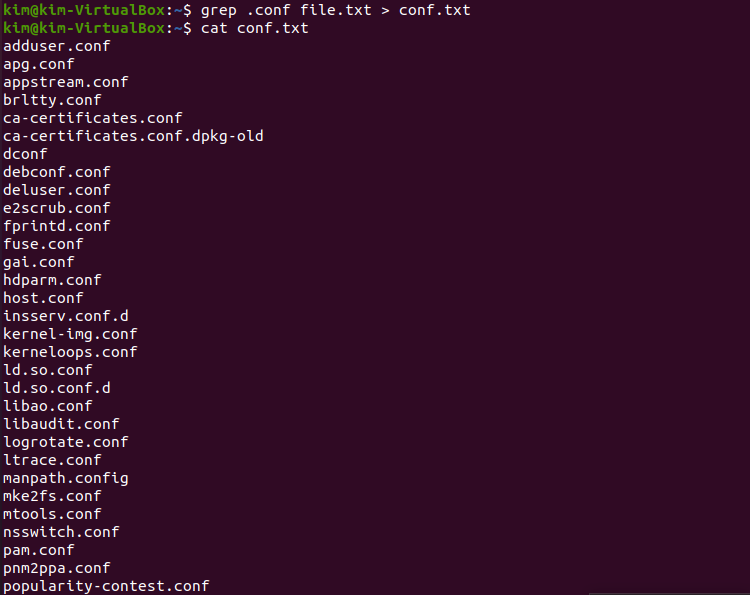 kim@kim-VirtualBox:~$ grep .conf file.txt > conf.txt
kim@kim-VirtualBox:~$ cat conf.txt
adduser.conf
apg.conf
appstream.conf
brltty.conf
ca-certificates.conf
ca-certificates.conf.dpkg-old
dconf
debconf.conf
deluser.conf
e2scrub.conf
fprintd.conf
fuse.conf
gai.conf
hdparm.conf
host.conf
insserv.conf.d
kernel-img.conf
kerneloops.conf
ld.so.conf
ld.so.conf.d
libao.conf
libaudit.conf
logrotate.conf
ltrace.conf
manpath.config
mke2fs.conf
mtools.conf
nsswitch.conf
pam.conf
pnm2ppa.conf
popularity-contest.conf